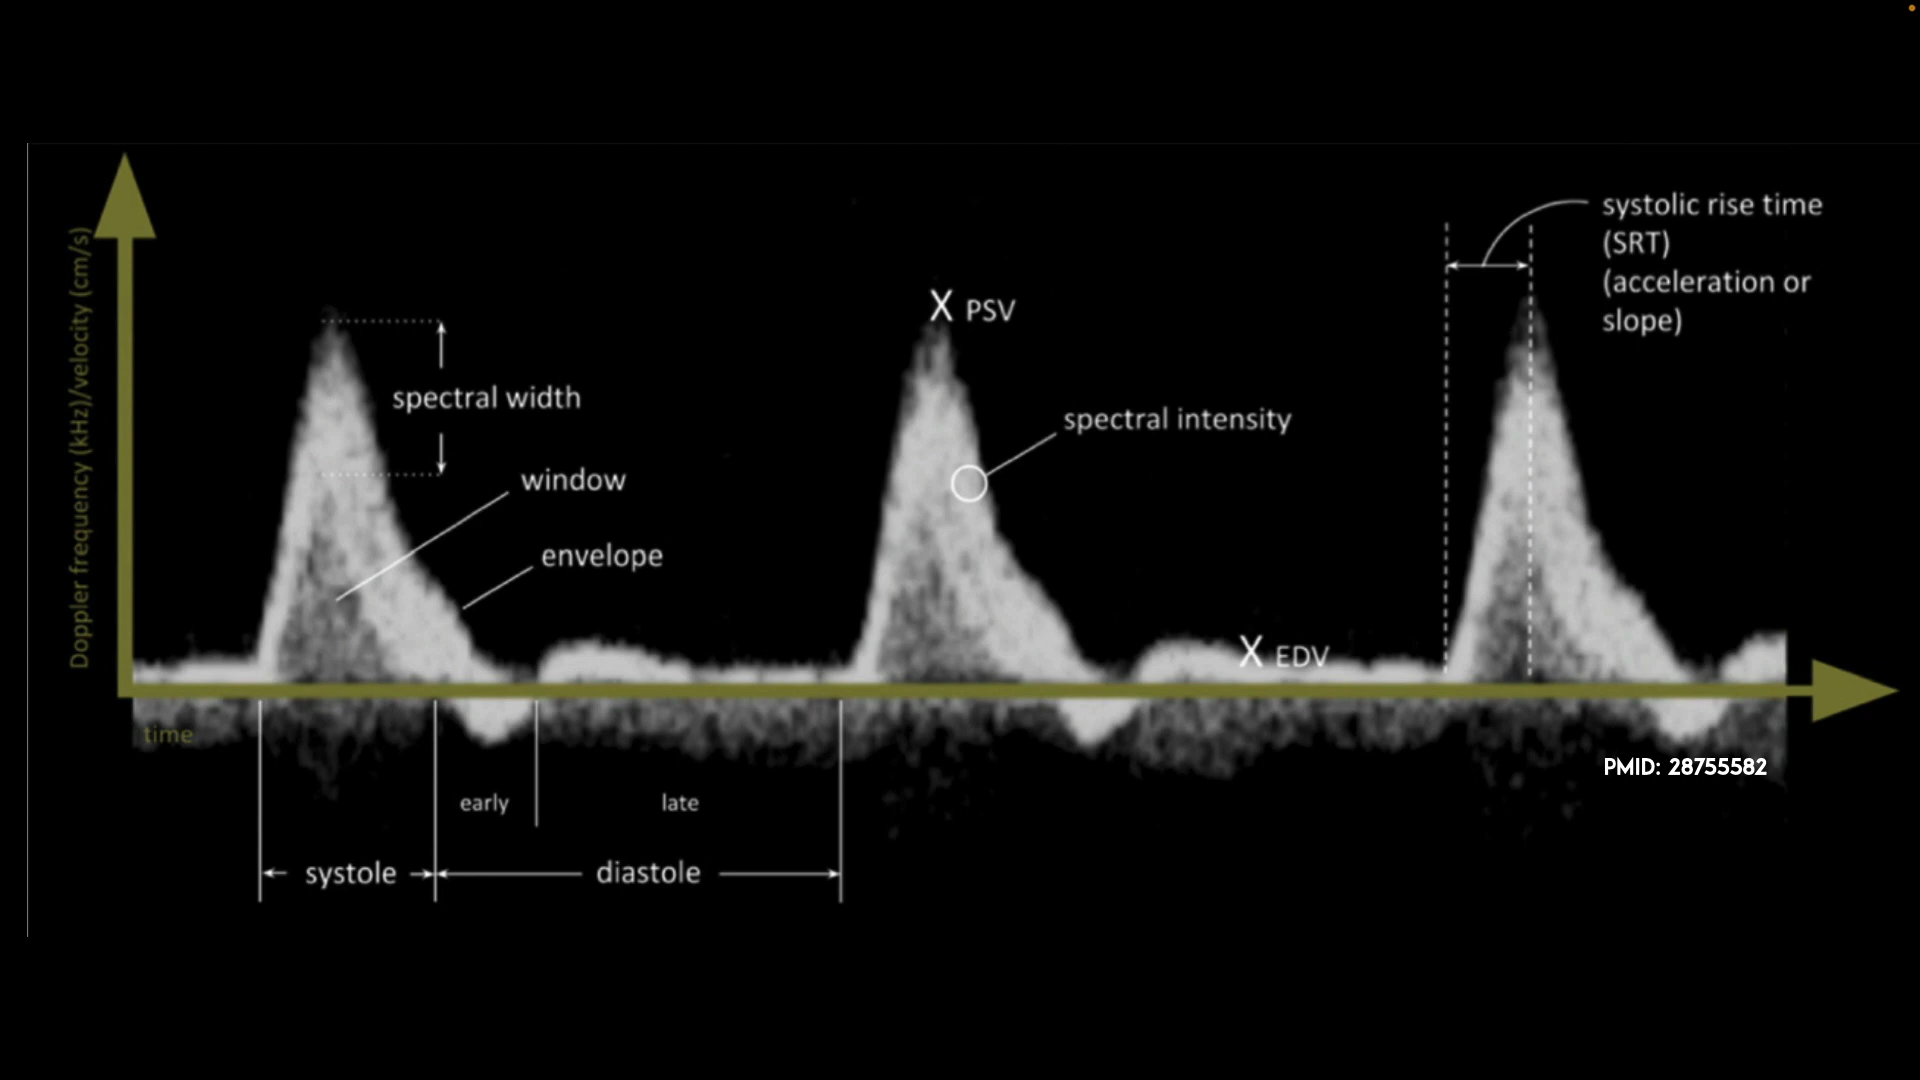 Doppler frequency (kHz)/velocity (cm/s)
systolic rise time
(SRT)
(acceleration or
slope)
X PSV
spectral width
spectral intensity
window
envelope
X EDV
time
PMID: 28755582
early
late
systole
diastole